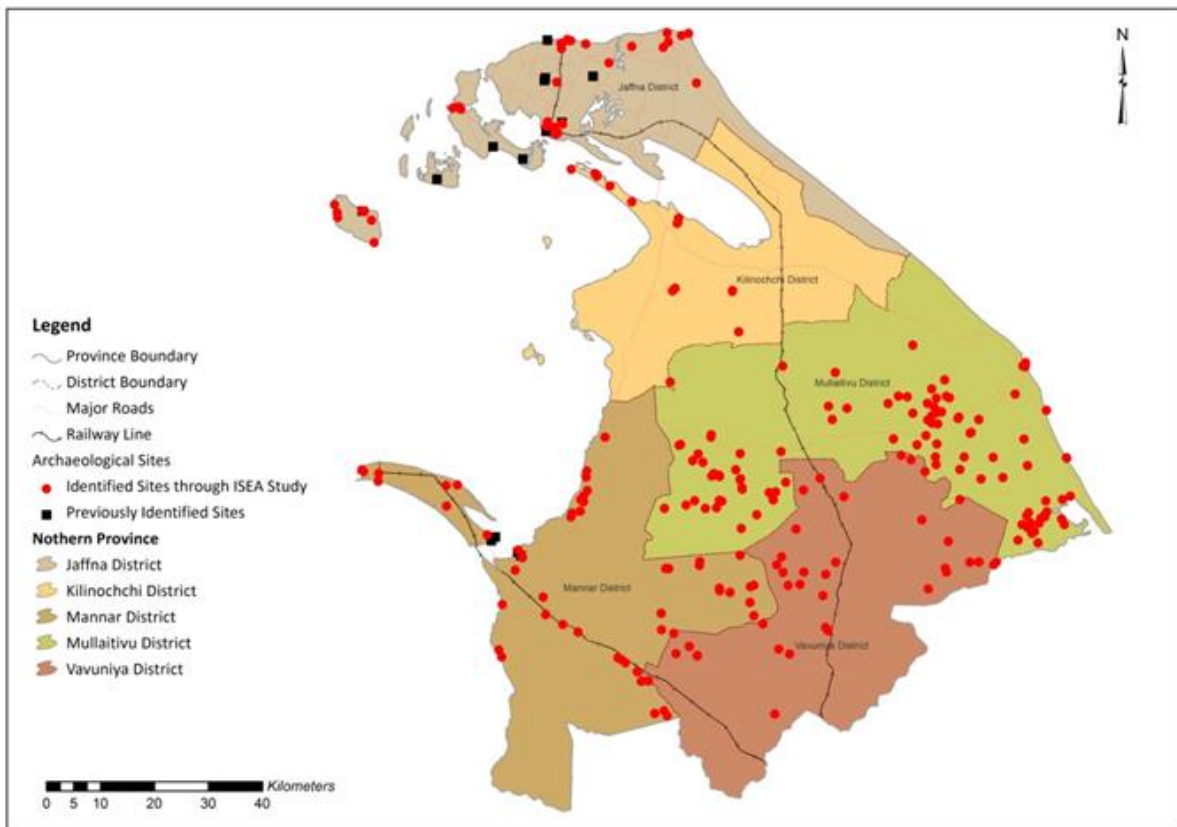 N
Jaffna District
Kilinochchi District
Mullaitivu District
Mannar District
Vavuniya District
Legend
Province Boundary
District Boundary
Major Roads
Railway Line
Archaeological Sites
Identified Sites through ISEA Study
Previously Identified Sites
Nothern Province
Jaffna District
Kilinochchi District
Mannar District
Mullaitivu District
Vavuniya District
Kilometers
0 5 10 20 30 40